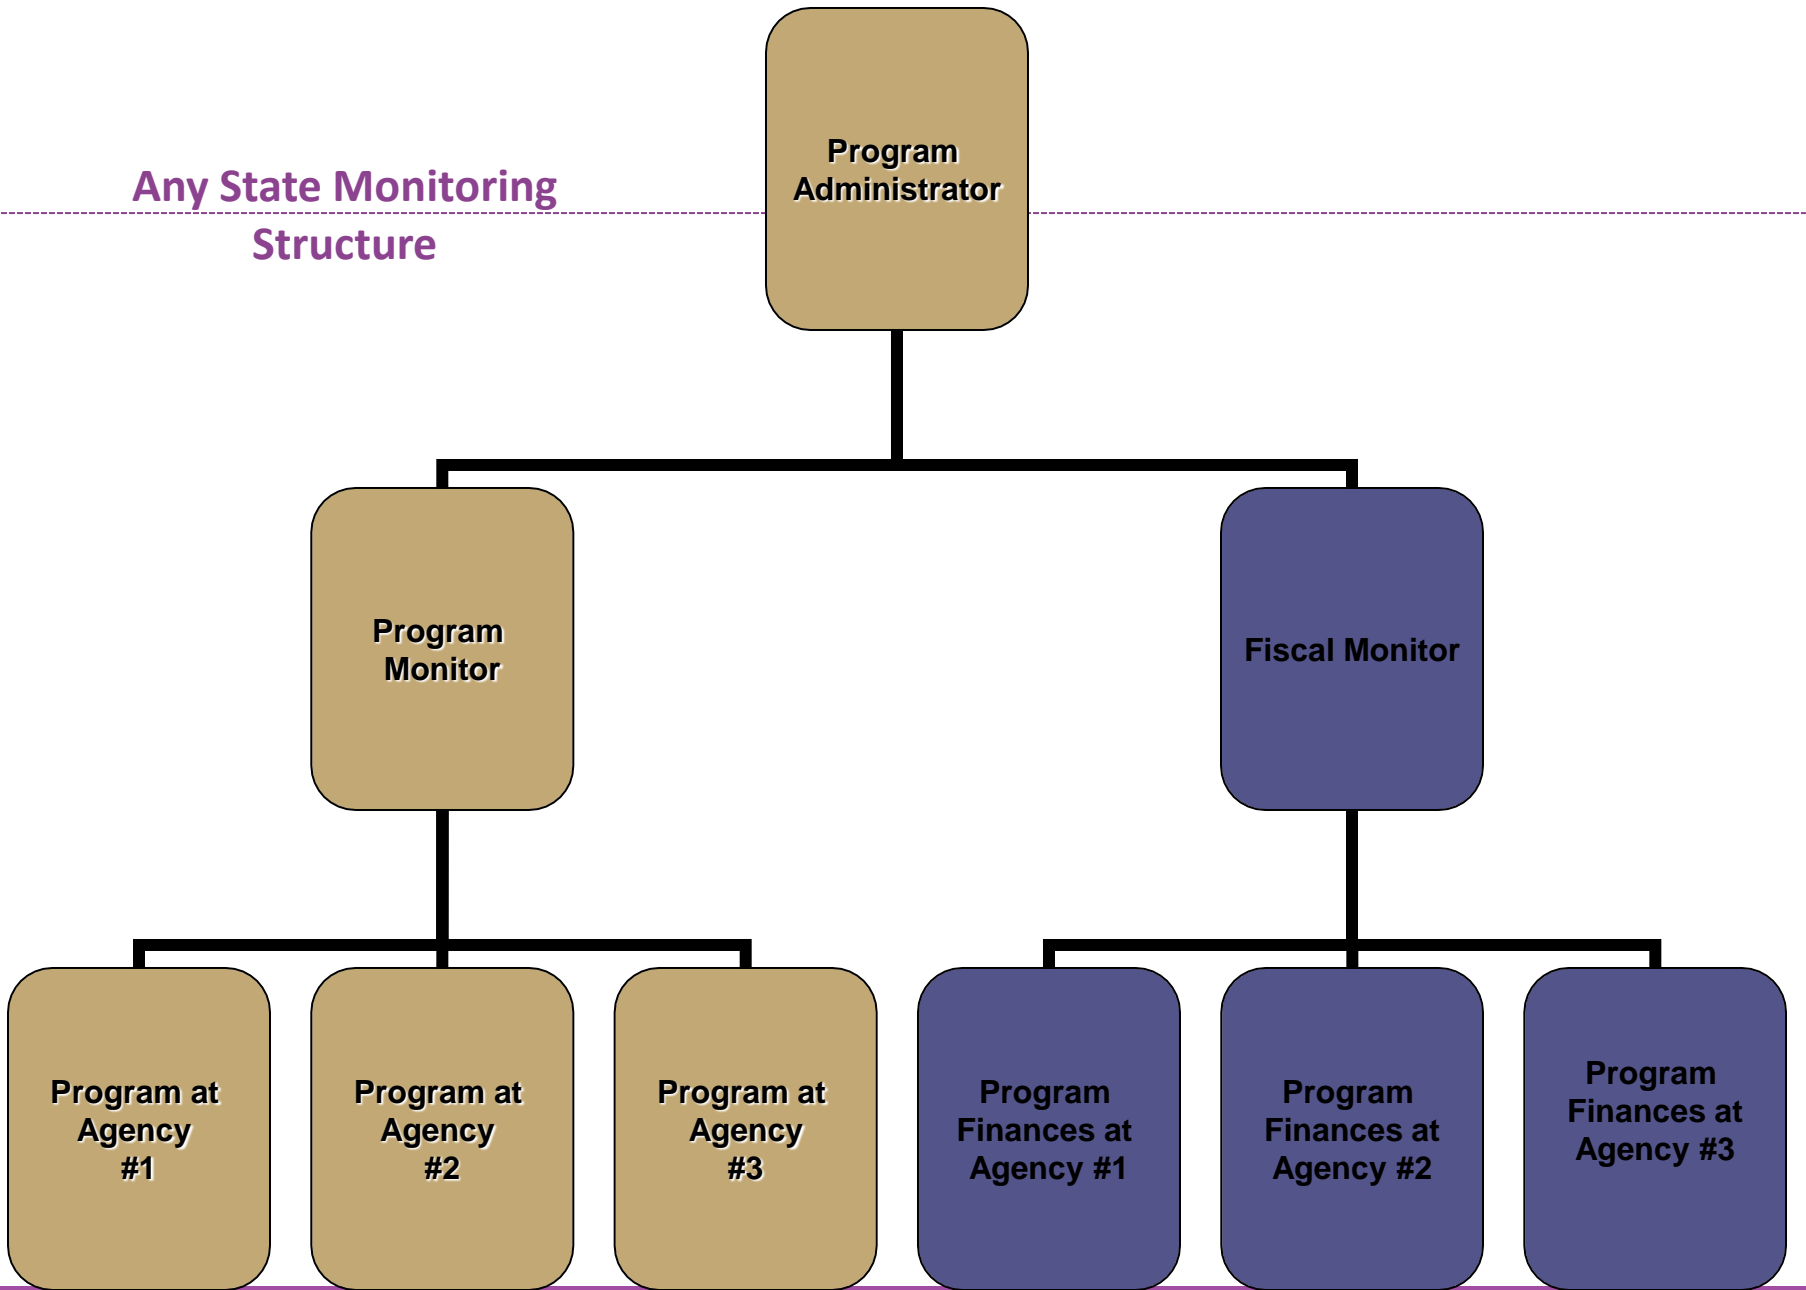 Any State Monitoring
Structure
Program
Administrator
Program
Monitor
Fiscal Monitor
Program at
Agency
#1
Program at
Agency
#2
Program at
Agency
#3
Program
Finances at
Agency #1
Program
Finances at
Agency #2
Program
Finances at
Agency #3